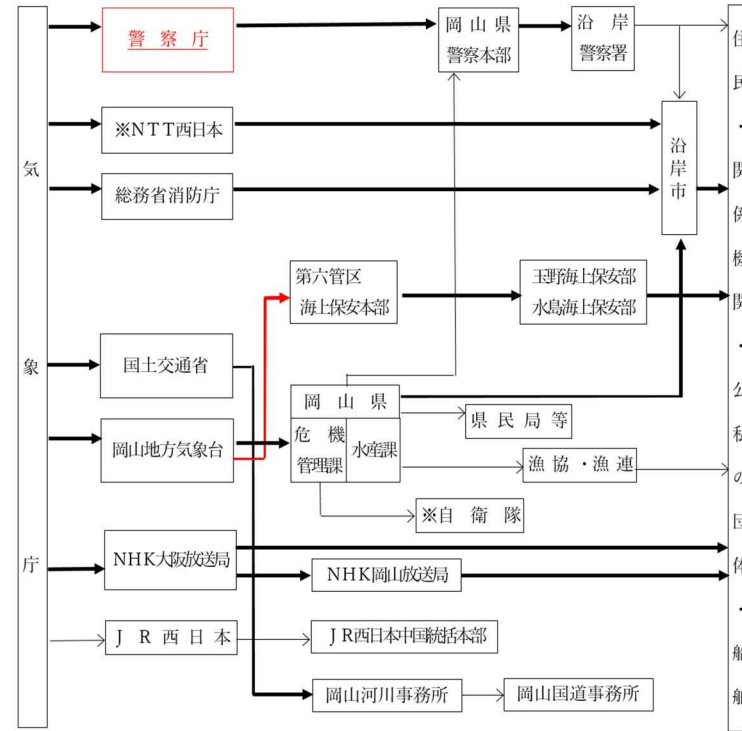 気象庁
警察庁
岡山県
警察本部
沿岸
警察署
※NTT西日本
沿岸市
総務省消防庁
第六管区
海上保安本部
玉野海上保安部
水島海上保安部
国土交通省
岡山地方気象台
岡山県
危機
管理課
水産課
県民局等
漁協・漁連
※自衛隊
NHK大阪放送局
NHK岡山放送局
JR西日本
JR西日本中国統括本部
岡山河川事務所
岡山国道事務所
住民・関係機関・公私の団体・船舶